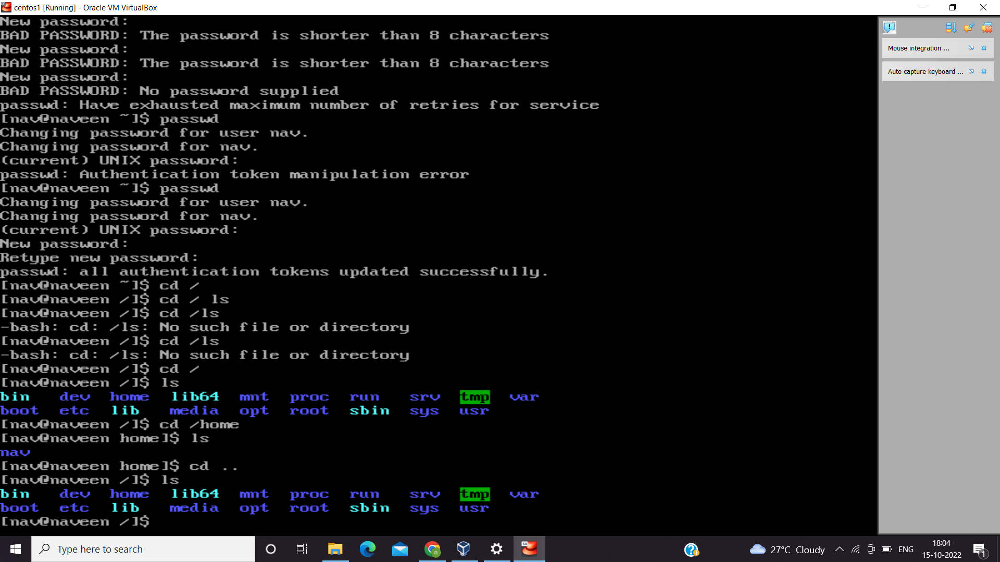 centos1 [Running] - Oracle VM VirtualBox
New password:
BAD PASSWORD: The password is shorter than 8 characters
New password:
BAD PASSWORD: The password is shorter than 8 characters
New password:
BAD PASSWORD: No password supplied
passwd: Have exhausted maximum number of retries for service
[nav@naveen ~]$ passwd
Changing password for user nav.
Changing password for nav.
(current) UNIX password:
passwd: Authentication token manipulation error
[nav@naveen ~]$ passwd
Changing password for user nav.
Changing password for nav.
(current) UNIX password:
New password:
Retype new password:
passwd: all authentication tokens updated successfully.
[nav@naveen ~]$ cd /
[nav@naveen /]$ cd / ls
[nav@naveen /]$ cd /ls
-bash: cd: /ls: No such file or directory
[nav@naveen /]$ cd /ls
-bash: cd: /ls: No such file or directory
[nav@naveen /]$ cd /
[nav@naveen /]$ ls
bin dev home lib64 mnt proc run srv tmp var
boot etc lib media opt root sbin sys usr
[nav@naveen /]$ cd /home
[nav@naveen home]$ ls
nav
[nav@naveen home]$ cd ..
[nav@naveen /]$ ls
bin dev home lib64 mnt proc run srv tmp var
boot etc lib media opt root sbin sys usr
[nav@naveen /]$
Mouse integration ...
Auto capture keyboard ...
Type here to search
27°C Cloudy
ENG
18:04
15-10-2022
1
64
n